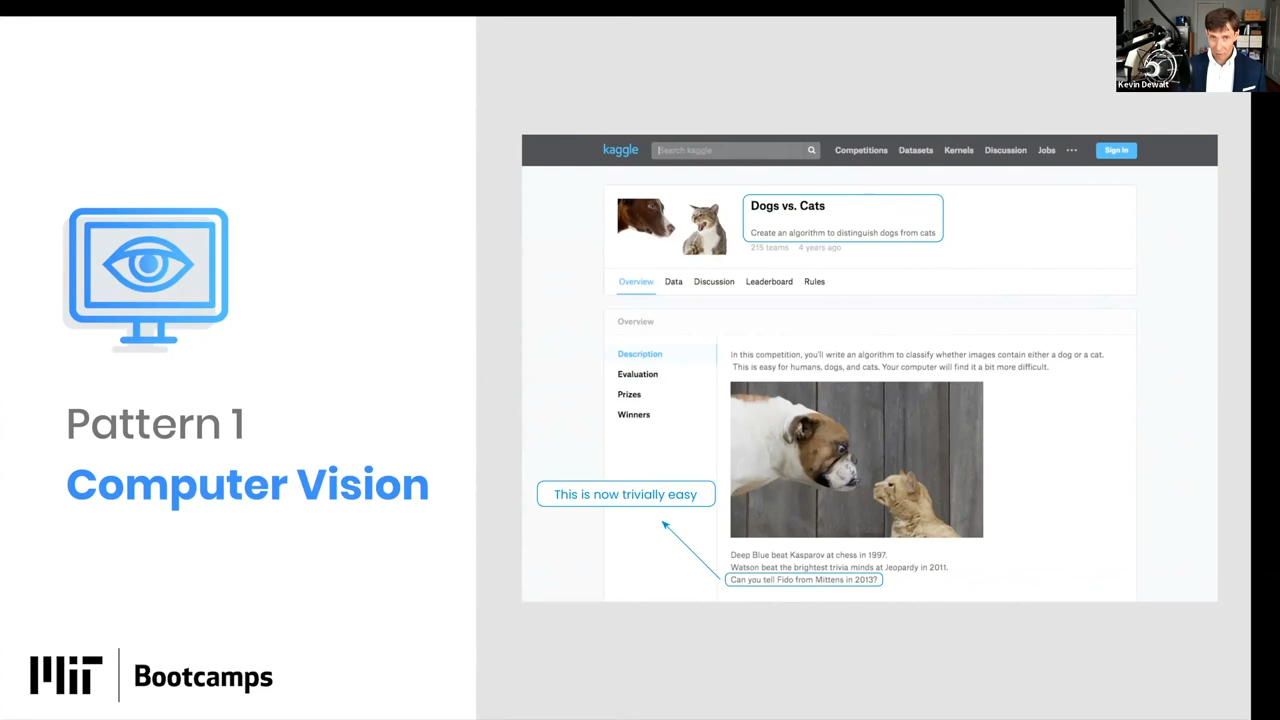 Kevin Dewalt
kaggle
Search kaggle
Competitions Datasets Kernels Discussion Jobs ••• Sign In
Dogs vs. Cats
Create an algorithm to distinguish dogs from cats
215 teams 4 years ago
Overview Data Discussion Leaderboard Rules
Overview
Description
Evaluation
Prizes
Winners
In this competition, you'll write an algorithm to classify whether images contain either a dog or a cat.
This is easy for humans, dogs, and cats. Your computer will find it a bit more difficult.
This is now trivially easy
Deep Blue beat Kasparov at chess in 1997.
Watson beat the brightest trivia minds at Jeopardy in 2011.
Can you tell Fido from Mittens in 2013?
Pattern 1
Computer Vision
MIT Bootcamps